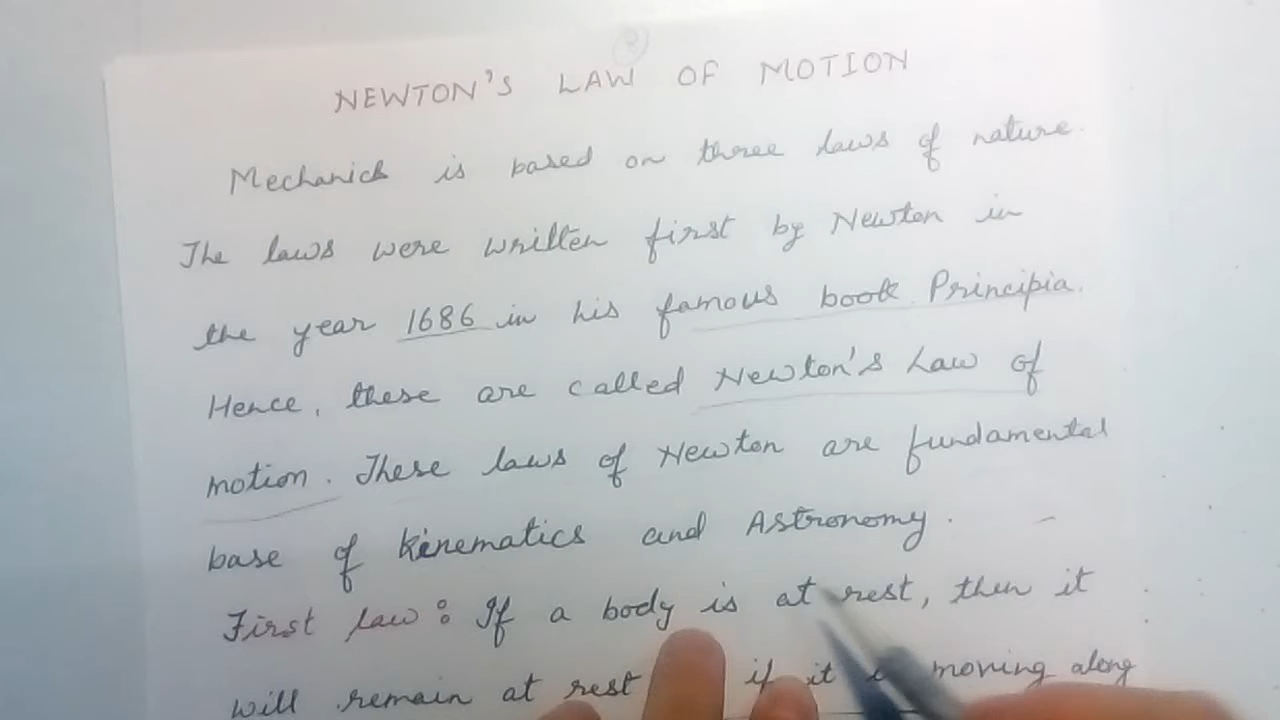 NEWTON'S LAW OF MOTION
Mechanics is based on three laws of nature.
The laws were written first by Newton in
the year 1686 in his famous book Principia.
Hence, these are called Newton's Law of
motion. These laws of Newton are fundamental
base of kinematics and Astronomy.
First law: If a body is at rest, then it
will remain at rest if it moving along